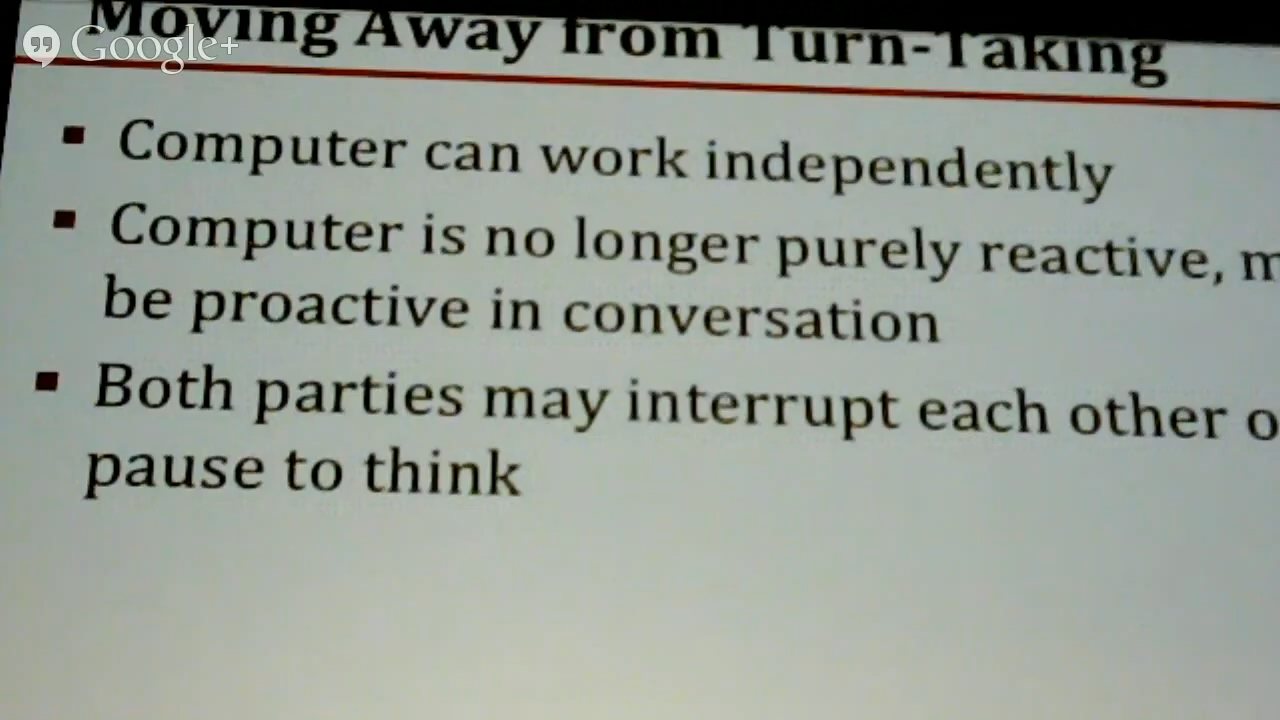 Google+
Moving Away from Turn-Taking
Computer can work independently
Computer is no longer purely reactive,
be proactive in conversation
Both parties may interrupt each other
pause to think